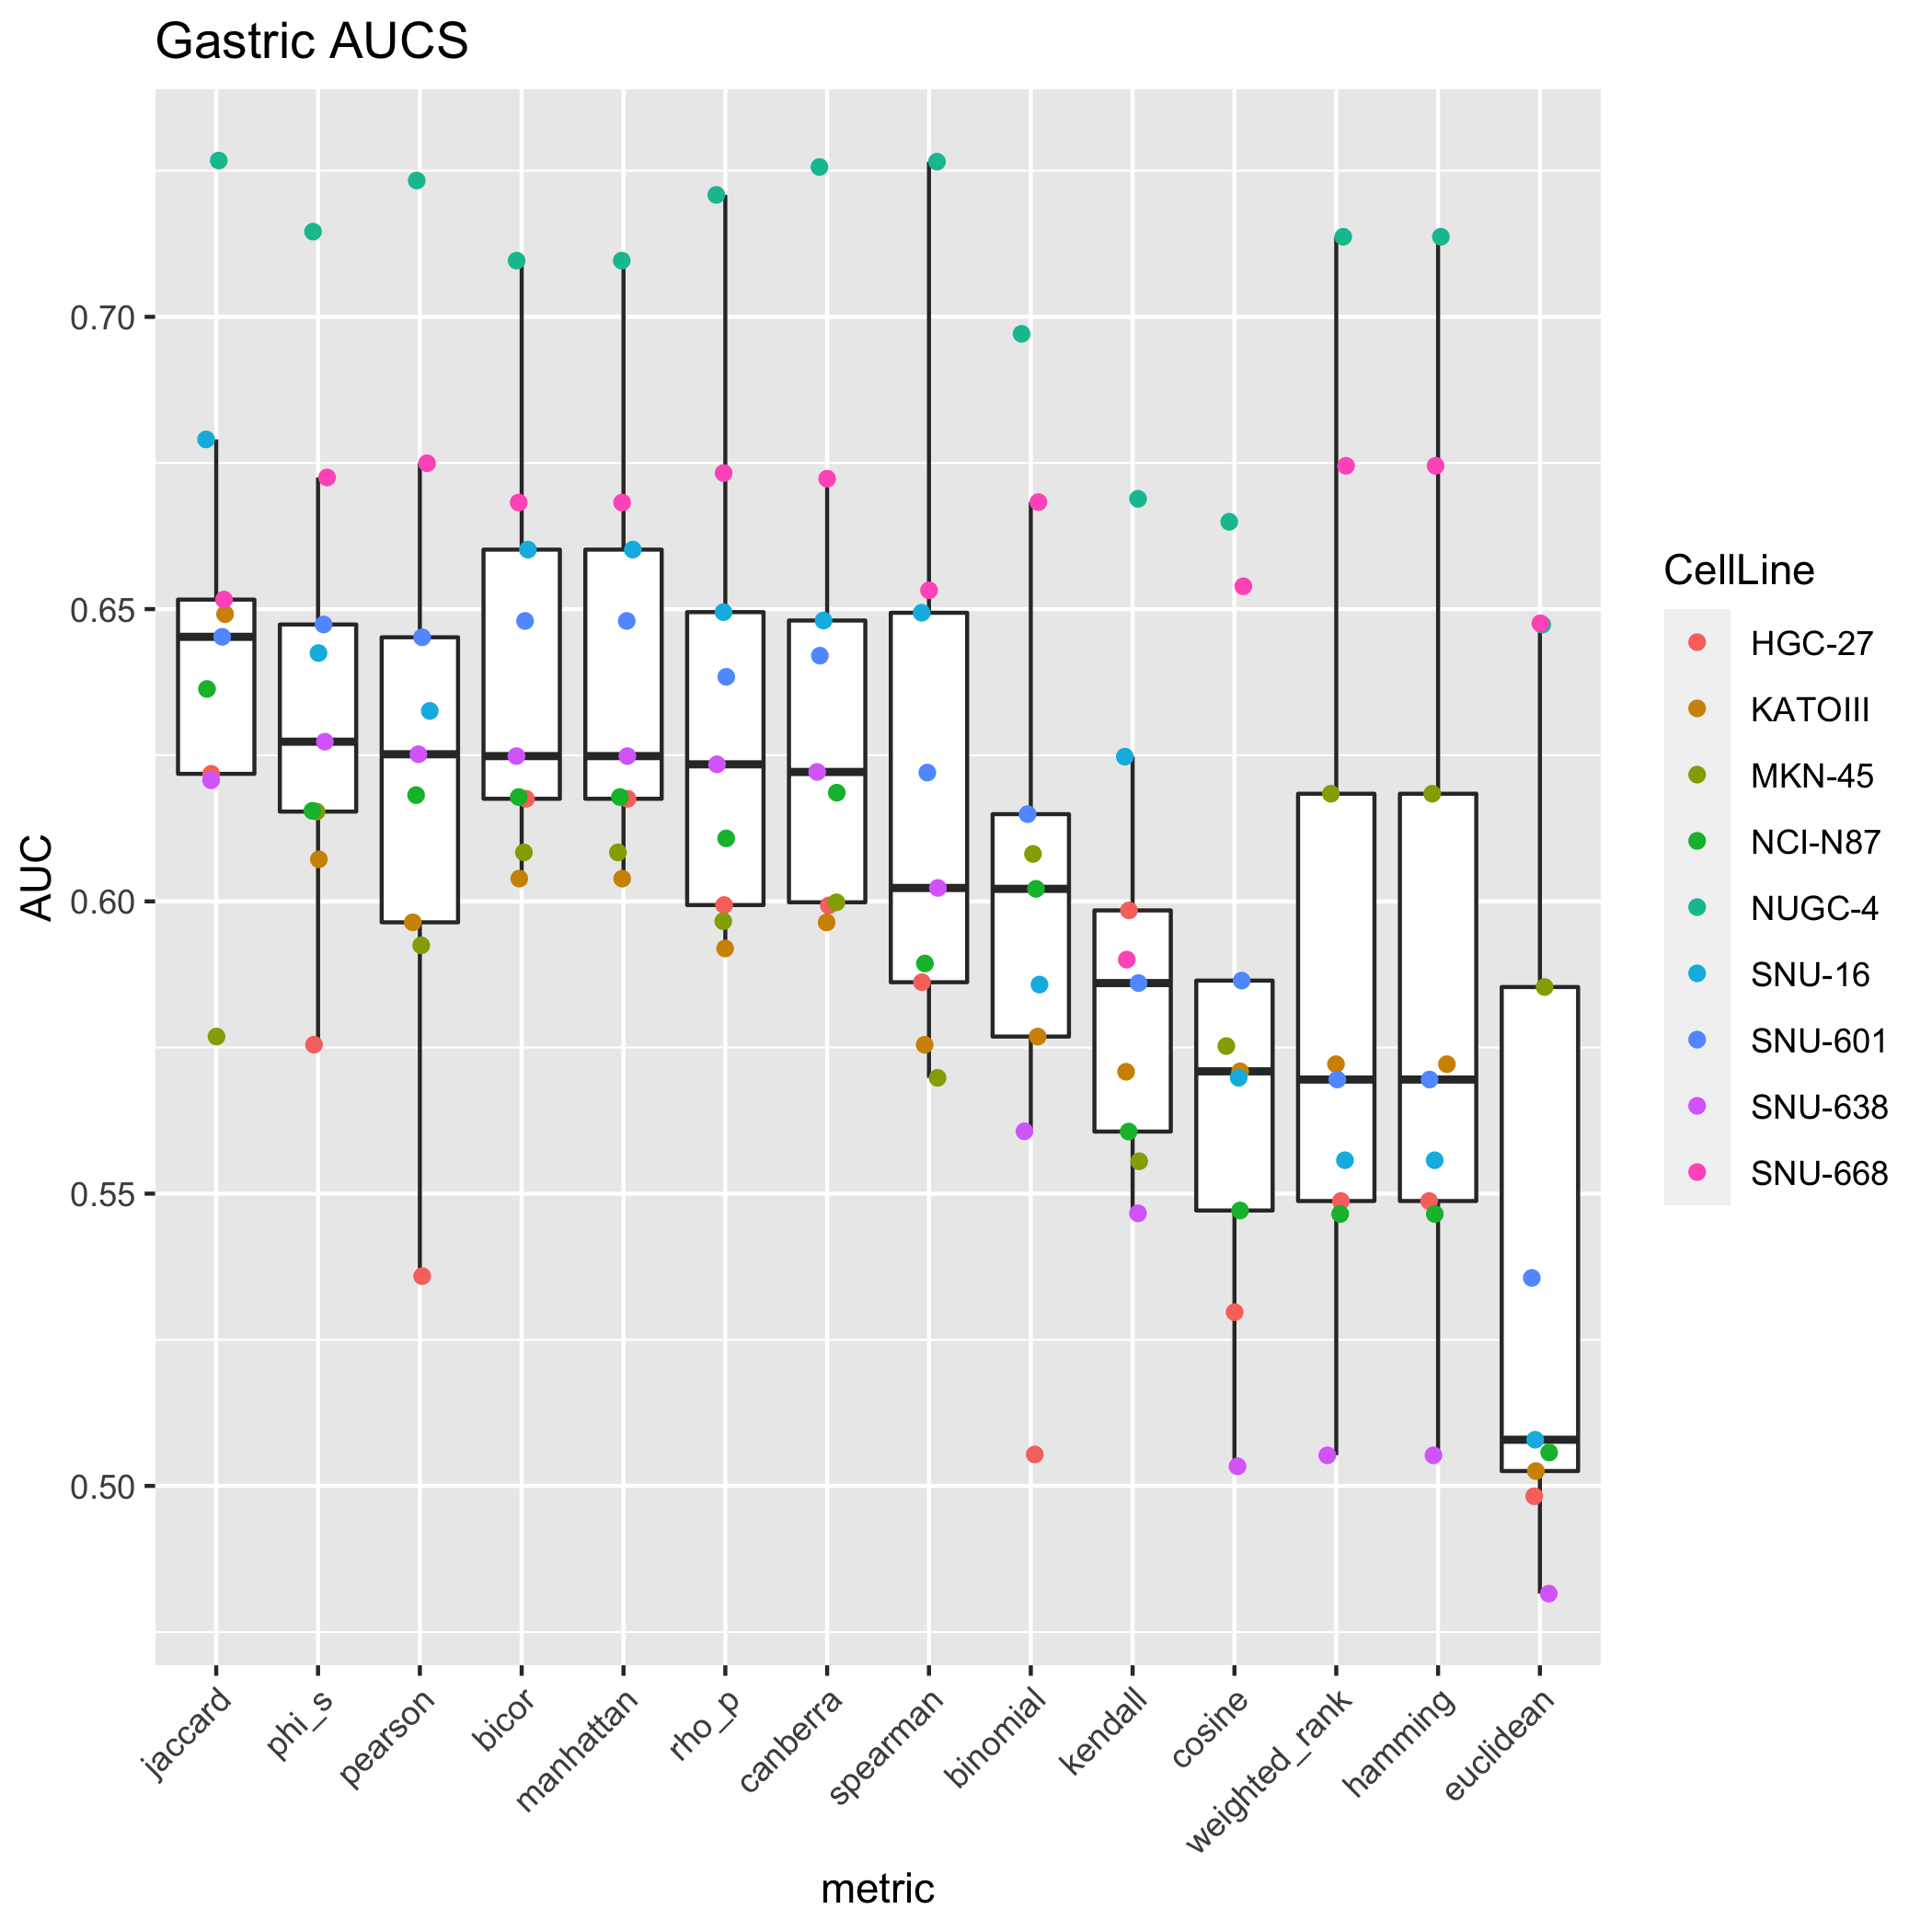 Gastric AUCS
AUC
0.70
0.65
0.60
0.55
0.50
jaccard
phi_s
pearson
bicor
manhattan
rho_p
canberra
spearman
binomial
kendall
cosine
weighted_rank
hamming
euclidean
metric
CellLine
HGC-27
KATOIII
MKN-45
NCI-N87
NUGC-4
SNU-16
SNU-601
SNU-638
SNU-668